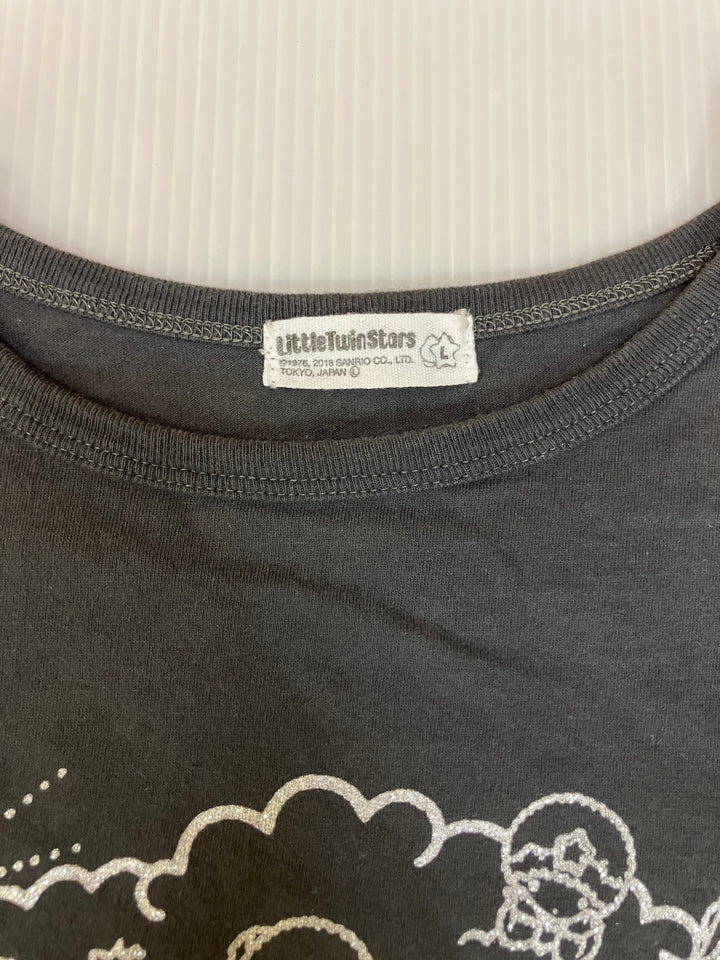 LittleTwinStars
©1976, 2018 SANRIO CO., LTD.
TOKYO, JAPAN Ⓛ
L